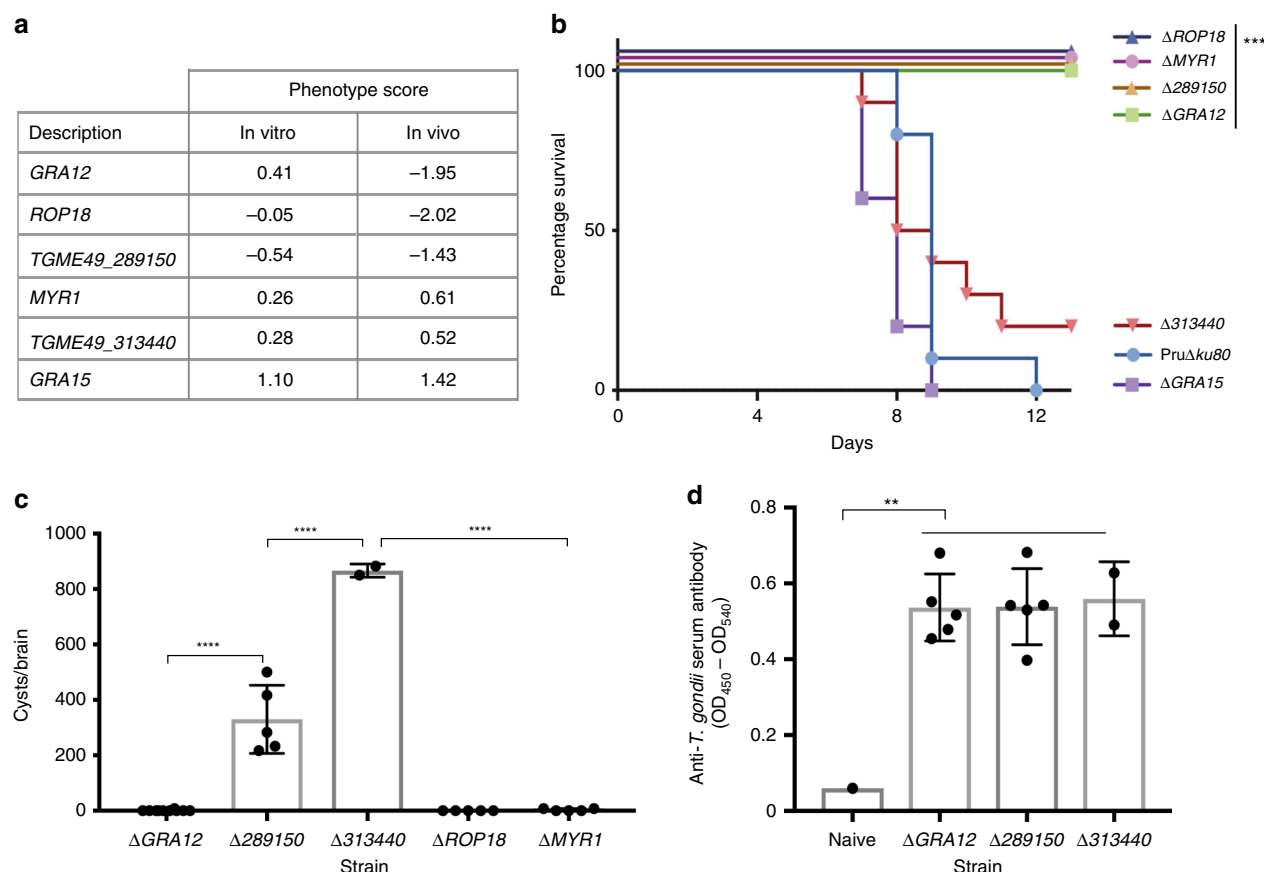 a
Phenotype score
Description In vitro In vivo
GRA12 0.41 –1.95
ROP18 –0.05 –2.02
TGME49_289150 –0.54 –1.43
MYR1 0.26 0.61
TGME49_313440 0.28 0.52
GRA15 1.10 1.42
b
Percentage survival
100
50
0
0 4 8 12
Days
ΔROP18
ΔMYR1
Δ289150
ΔGRA12
***
Δ313440
PruΔku80
ΔGRA15
c
Cysts/brain
1000
800
600
400
200
0
****
****
****
ΔGRA12 Δ289150 Δ313440 ΔROP18 ΔMYR1
Strain
d
Anti-T. gondii serum antibody
(OD450 – OD540)
0.8
0.6
0.4
0.2
0
**
Naive ΔGRA12 Δ289150 Δ313440
Strain